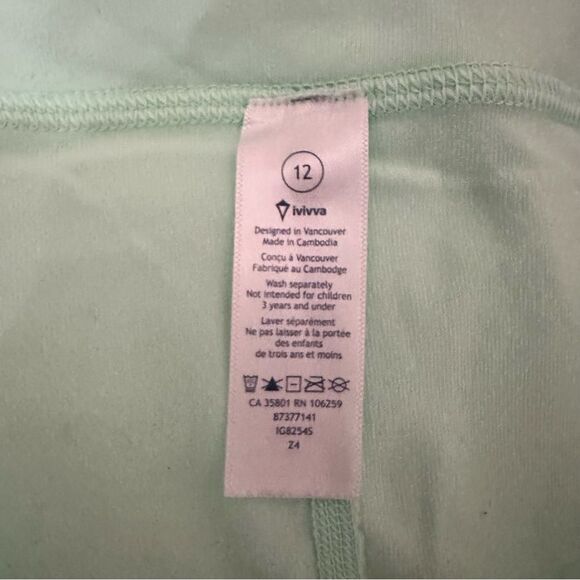 12
ivivva
Designed in Vancouver
Made in Cambodia
Conçu à Vancouver
Fabriqué au Cambodge
Wash separately
Not intended for children
3 years and under
Laver séparément
Ne pas laisser à la portée
des enfants
de trois ans et moins
CA 35801 RN 106259
87377141
IG8254S
Z4